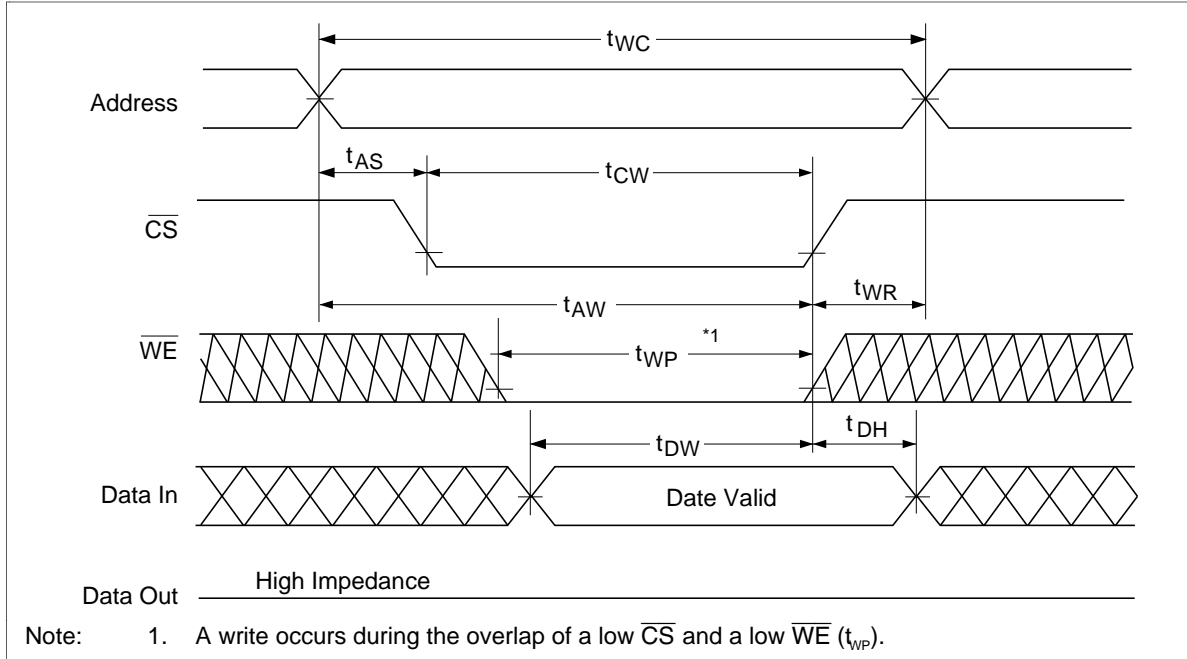 tWC
Address
tAS
tCW
CS
tWR
tAW
WE
tWP *1
tDH
tDW
Data In
Date Valid
High Impedance
Data Out
Note: 1. A write occurs during the overlap of a low CS and a low WE (tWP).